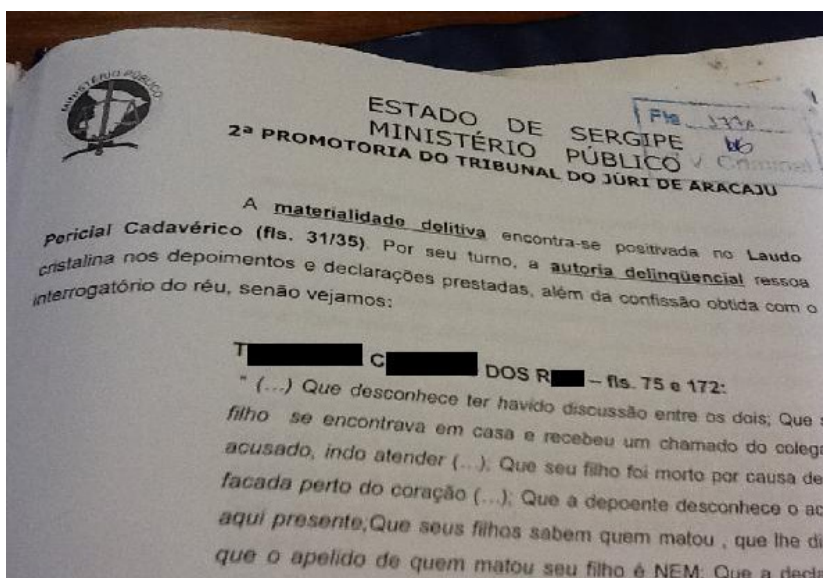 MINISTÉRIO PÚBLICO
ESTADO DE SERGIPE
MINISTÉRIO PÚBLICO
2ª PROMOTORIA DO TRIBUNAL DO JÚRI DE ARACAJU
Fls
V Criminal
A materialidade delitiva encontra-se positivada no Laudo
Pericial Cadavérico (fls. 31/35). Por seu turno, a autoria delinqüencial ressoa
cristalina nos depoimentos e declarações prestadas, além da confissão obtida com o
interrogatório do réu, senão vejamos:
T C DOS R – fls. 75 e 172:
" (...) Que desconhece ter havido discussão entre os dois; Que
filho se encontrava em casa e recebeu um chamado do
acusado, indo atender (...); Que seu filho foi morto por causa de
facada perto do coração (...); Que a depoente desconhece o
aqui presente;Que seus filhos sabem quem matou , que lhe
que o apelido de quem matou seu filho é NEM; Que a